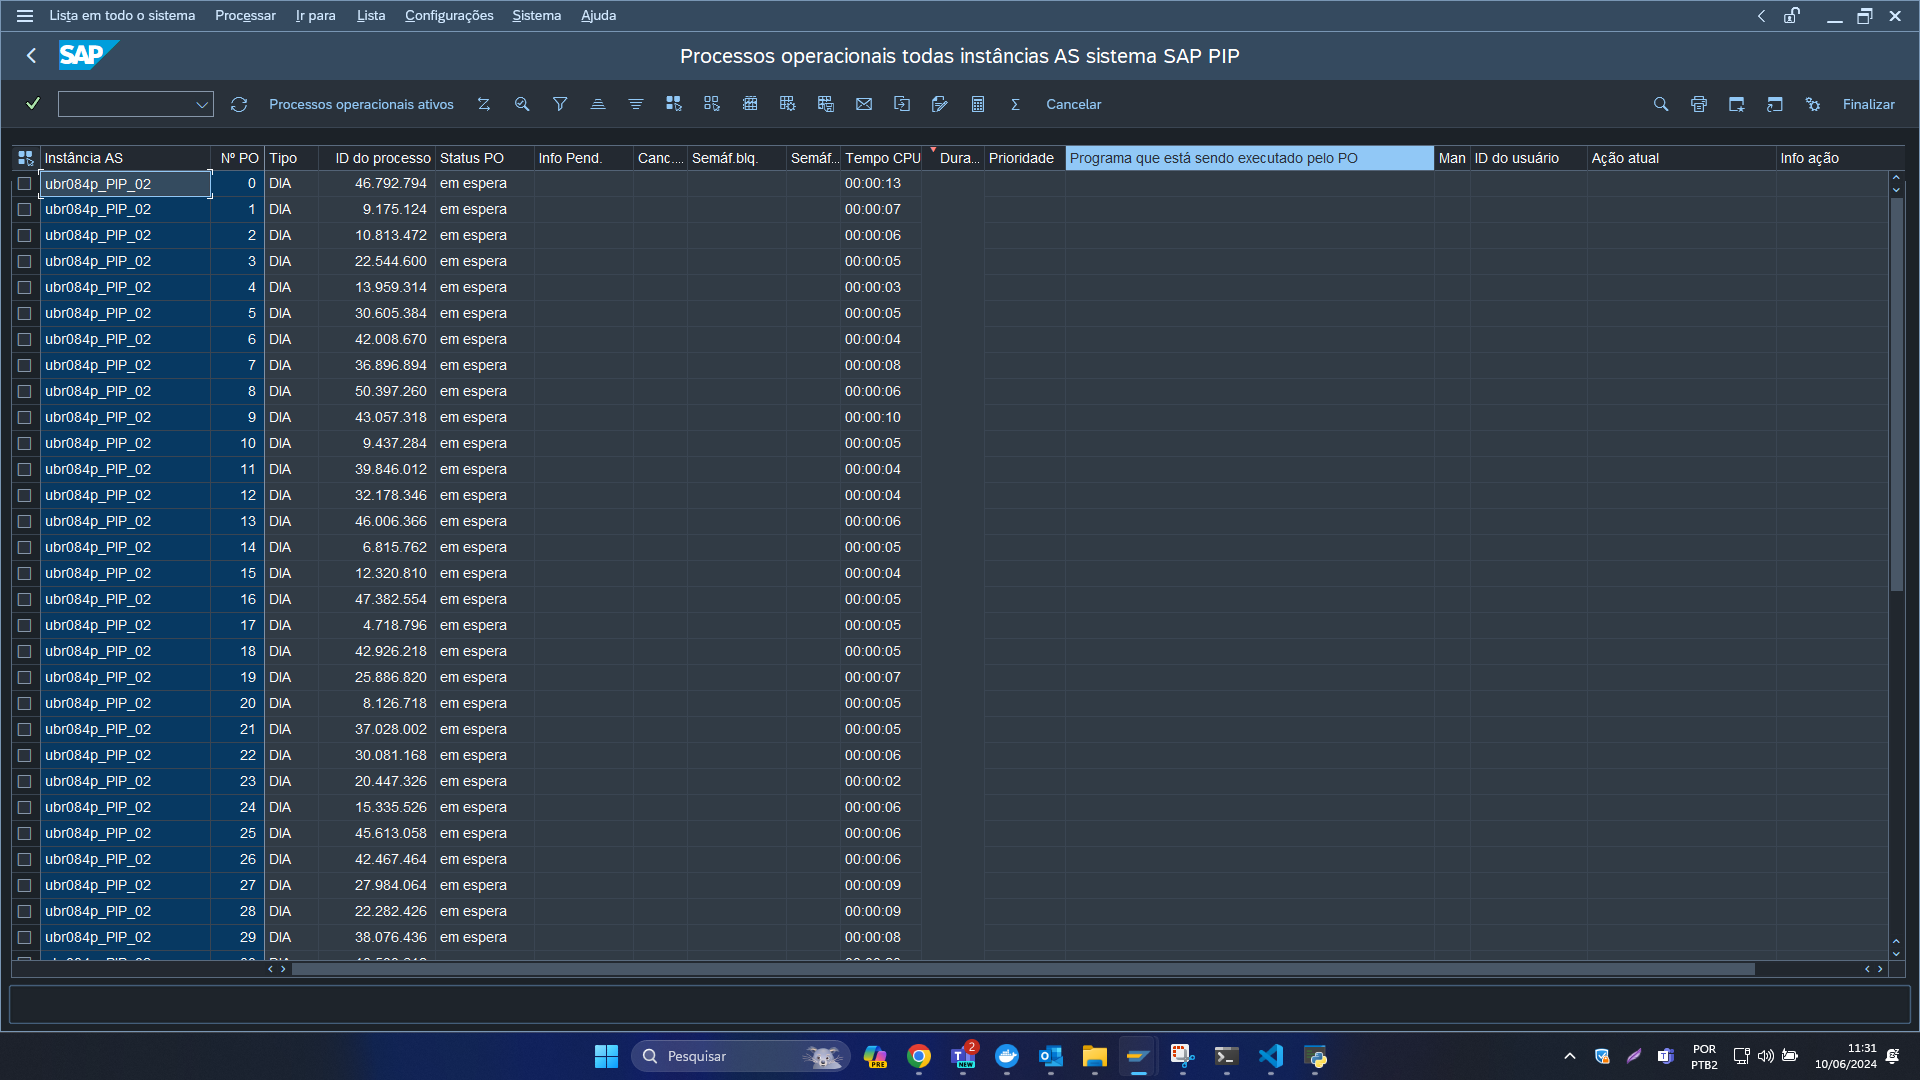 Lista em todo o sistema Processar Ir para Lista Configurações Sistema Ajuda
SAP Processos operacionais todas instâncias AS sistema SAP PIP
Processos operacionais ativos Cancelar Finalizar
Instância AS Nº PO Tipo ID do processo Status PO Info Pend. Canc.... Semáf.blq. Semáf... Tempo CPU Dura... Prioridade Programa que está sendo executado pelo PO Man ID do usuário Ação atual Info ação
ubr084p_PIP_02 0 DIA 46.792.794 em espera 00:00:13
ubr084p_PIP_02 1 DIA 9.175.124 em espera 00:00:07
ubr084p_PIP_02 2 DIA 10.813.472 em espera 00:00:06
ubr084p_PIP_02 3 DIA 22.544.600 em espera 00:00:05
ubr084p_PIP_02 4 DIA 13.959.314 em espera 00:00:03
ubr084p_PIP_02 5 DIA 30.605.384 em espera 00:00:05
ubr084p_PIP_02 6 DIA 42.008.670 em espera 00:00:04
ubr084p_PIP_02 7 DIA 36.896.894 em espera 00:00:08
ubr084p_PIP_02 8 DIA 50.397.260 em espera 00:00:06
ubr084p_PIP_02 9 DIA 43.057.318 em espera 00:00:10
ubr084p_PIP_02 10 DIA 9.437.284 em espera 00:00:05
ubr084p_PIP_02 11 DIA 39.846.012 em espera 00:00:04
ubr084p_PIP_02 12 DIA 32.178.346 em espera 00:00:04
ubr084p_PIP_02 13 DIA 46.006.366 em espera 00:00:06
ubr084p_PIP_02 14 DIA 6.815.762 em espera 00:00:05
ubr084p_PIP_02 15 DIA 12.320.810 em espera 00:00:04
ubr084p_PIP_02 16 DIA 47.382.554 em espera 00:00:05
ubr084p_PIP_02 17 DIA 4.718.796 em espera 00:00:05
ubr084p_PIP_02 18 DIA 42.926.218 em espera 00:00:05
ubr084p_PIP_02 19 DIA 25.886.820 em espera 00:00:07
ubr084p_PIP_02 20 DIA 8.126.718 em espera 00:00:05
ubr084p_PIP_02 21 DIA 37.028.002 em espera 00:00:05
ubr084p_PIP_02 22 DIA 30.081.168 em espera 00:00:06
ubr084p_PIP_02 23 DIA 20.447.326 em espera 00:00:02
ubr084p_PIP_02 24 DIA 15.335.526 em espera 00:00:06
ubr084p_PIP_02 25 DIA 45.613.058 em espera 00:00:06
ubr084p_PIP_02 26 DIA 42.467.464 em espera 00:00:06
ubr084p_PIP_02 27 DIA 27.984.064 em espera 00:00:09
ubr084p_PIP_02 28 DIA 22.282.426 em espera 00:00:09
ubr084p_PIP_02 29 DIA 38.076.436 em espera 00:00:08
Pesquisar PRE 2 NEW POR 11:31
PTB2 10/06/2024